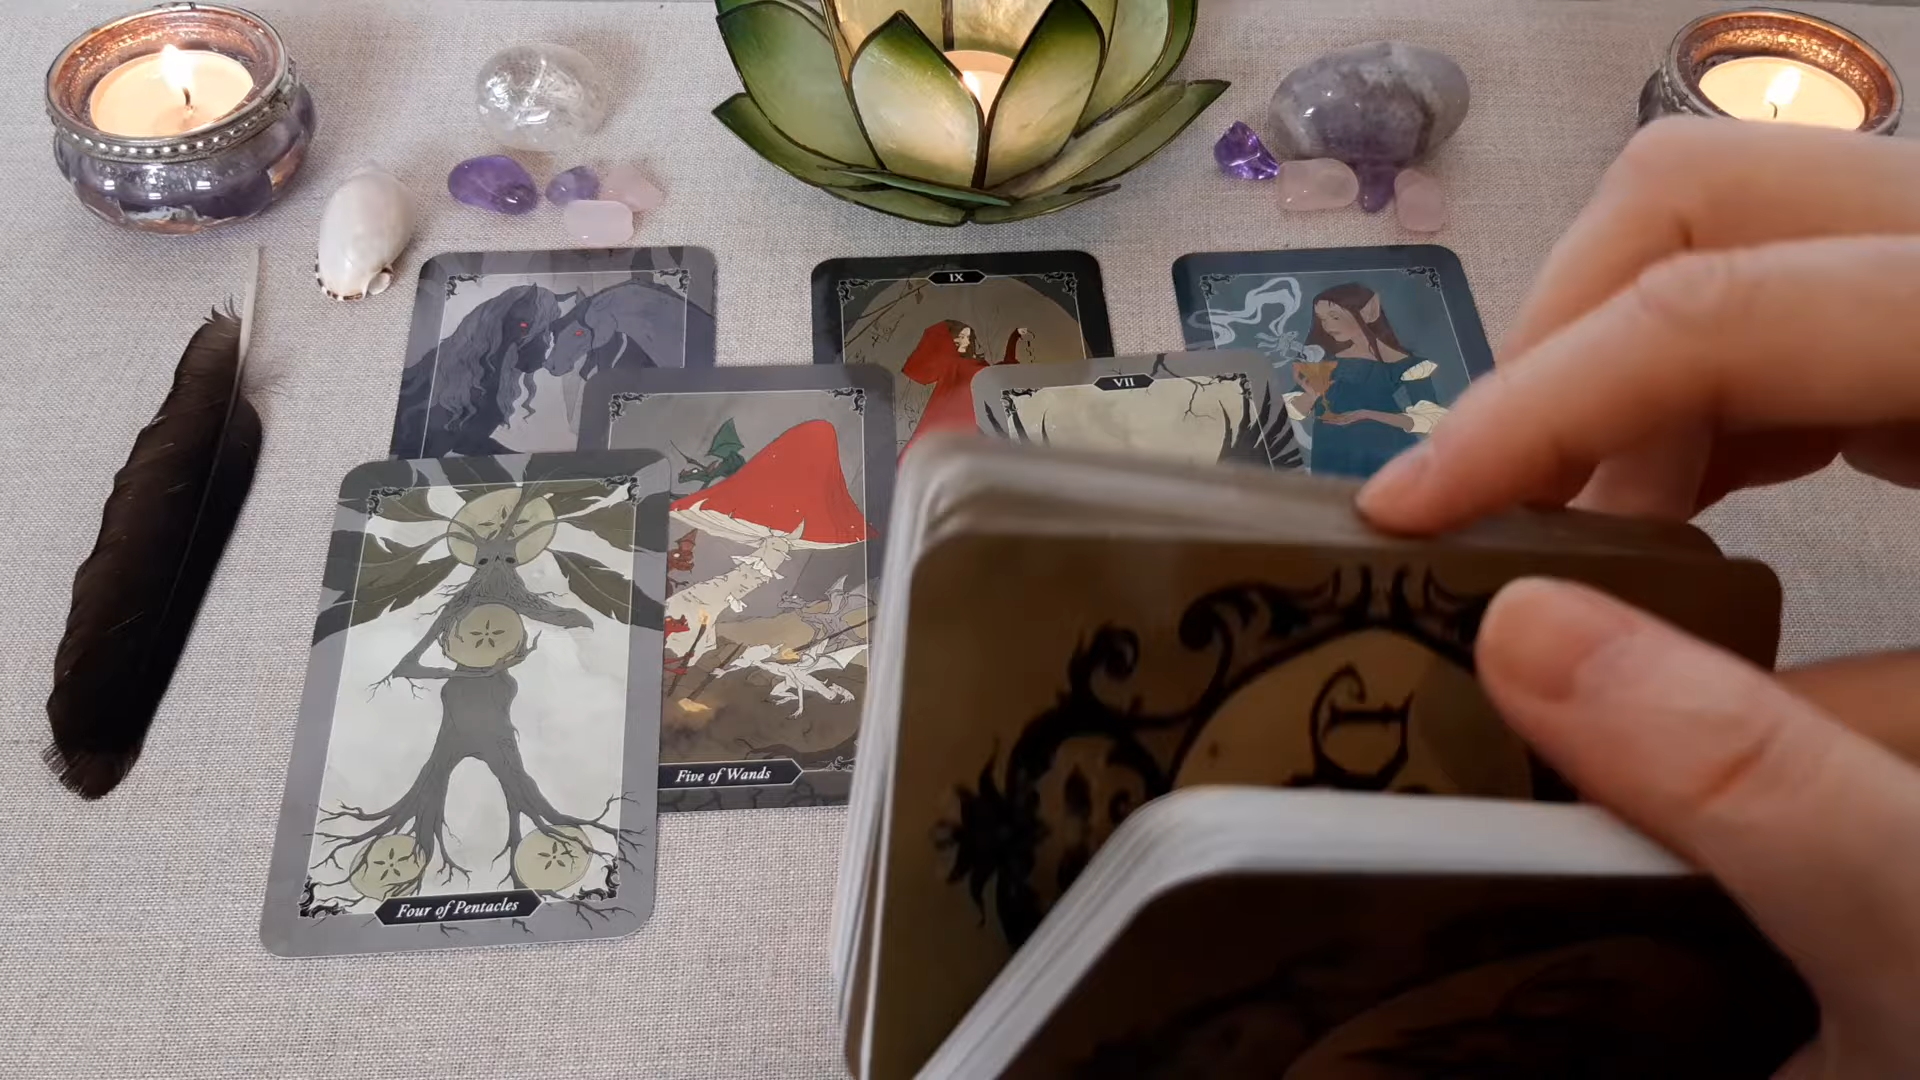 IX
VII
Five of Wands
Four of Pentacles